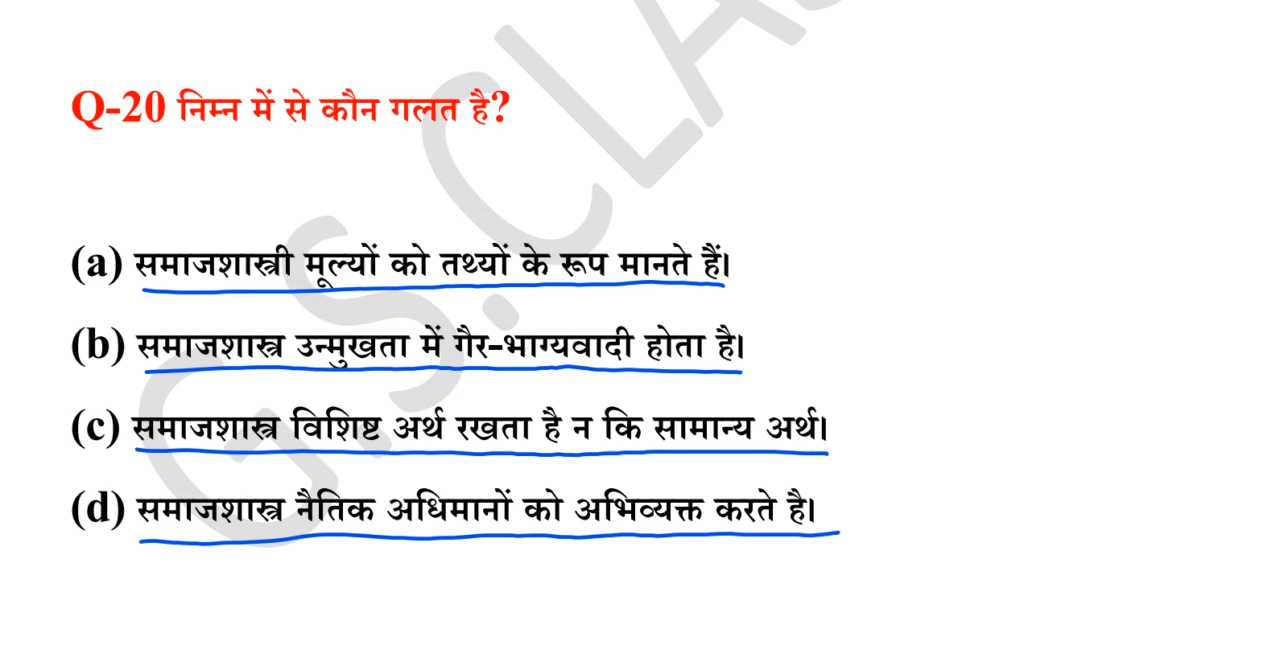 Q-20 निम्न में से कौन गलत है?
(a) समाजशास्त्री मूल्यों को तथ्यों के रूप मानते हैं।
(b) समाजशास्त्र उन्मुखता में गैर-भाग्यवादी होता है।
(c) समाजशास्त्र विशिष्ट अर्थ रखता है न कि सामान्य अर्थ।
(d) समाजशास्त्र नैतिक अधिमानों को अभिव्यक्त करते है।
G.S.CLA